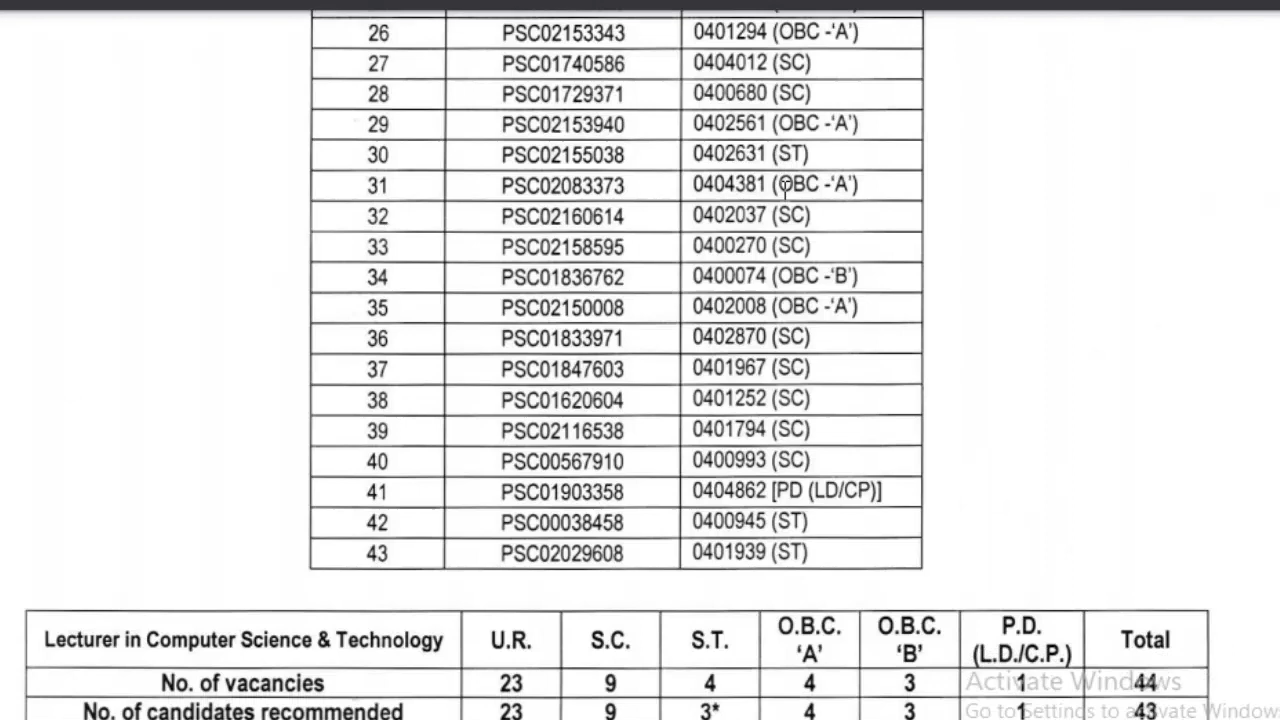 26 PSC02153343 0401294 (OBC -‘A’)
27 PSC01740586 0404012 (SC)
28 PSC01729371 0400680 (SC)
29 PSC02153940 0402561 (OBC -‘A’)
30 PSC02155038 0402631 (ST)
31 PSC02083373 0404381 (OBC -‘A’)
32 PSC02160614 0402037 (SC)
33 PSC02158595 0400270 (SC)
34 PSC01836762 0400074 (OBC -‘B’)
35 PSC02150008 0402008 (OBC -‘A’)
36 PSC01833971 0402870 (SC)
37 PSC01847603 0401967 (SC)
38 PSC01620604 0401252 (SC)
39 PSC02116538 0401794 (SC)
40 PSC00567910 0400993 (SC)
41 PSC01903358 0404862 [PD (LD/CP)]
42 PSC00038458 0400945 (ST)
43 PSC02029608 0401939 (ST)
Lecturer in Computer Science & Technology U.R. S.C. S.T. O.B.C. ‘A’ O.B.C. ‘B’ P.D. (L.D./C.P.) Total
No. of vacancies 23 9 4 4 3 1 44
No. of candidates recommended 23 9 3* 4 3 1 43
Activate Windows
Go to Settings to activate Windows